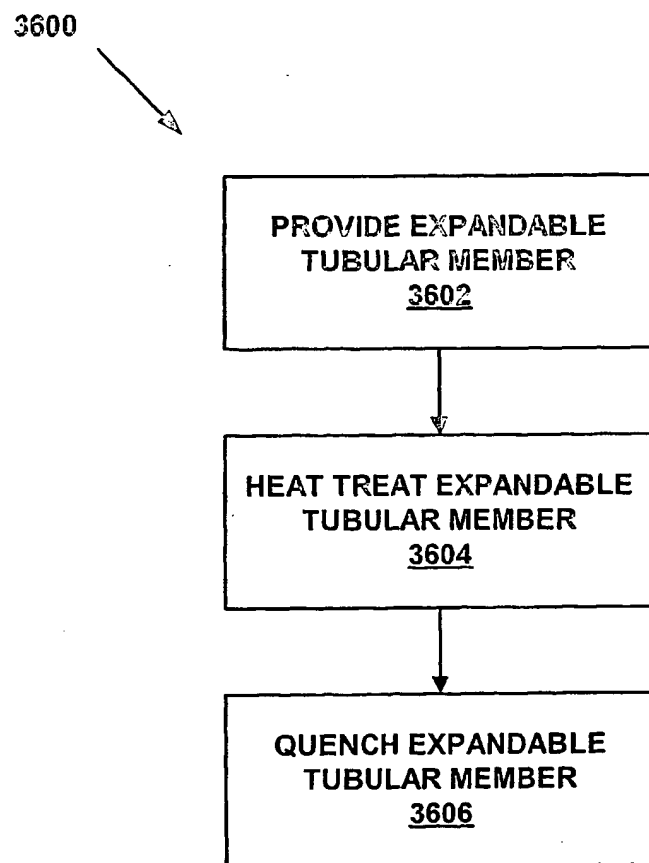 3600
PROVIDE EXPANDABLE
TUBULAR MEMBER
3602
HEAT TREAT EXPANDABLE
TUBULAR MEMBER
3604
QUENCH EXPANDABLE
TUBULAR MEMBER
3606